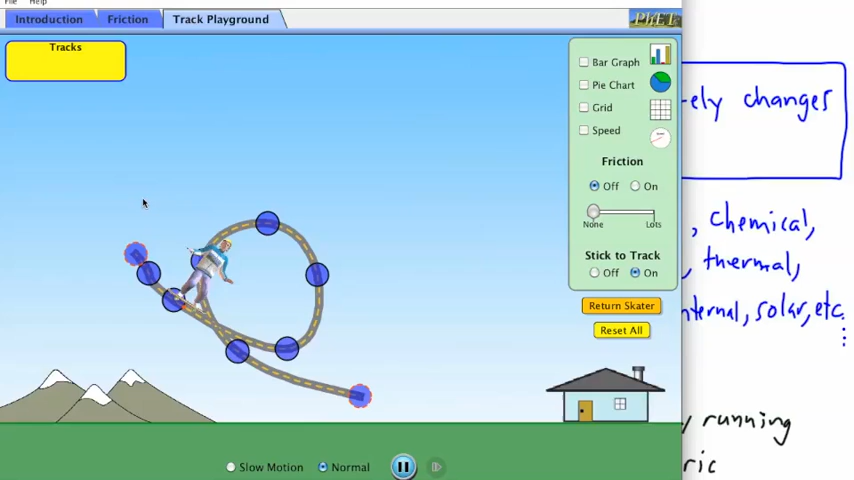 File Help
Introduction Friction Track Playground PhET
Tracks
Bar Graph
Pie Chart
Grid
Speed
Friction
Off On
None Lots
Stick to Track
Off On
Return Skater
Reset All
Slow Motion Normal
ely changes
, chemical,
, thermal,
nternal, solar, etc.
running
ric